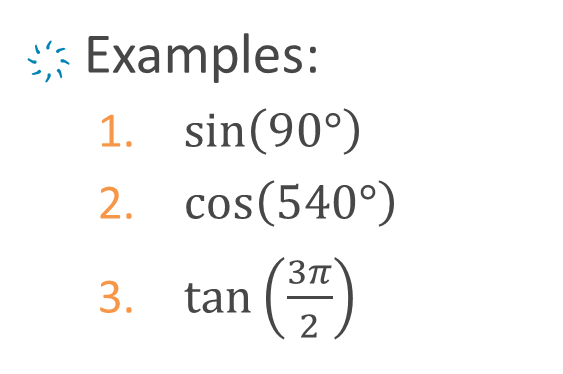 Examples:
1. sin(90°)
2. cos(540°)
3. tan(3π/2)